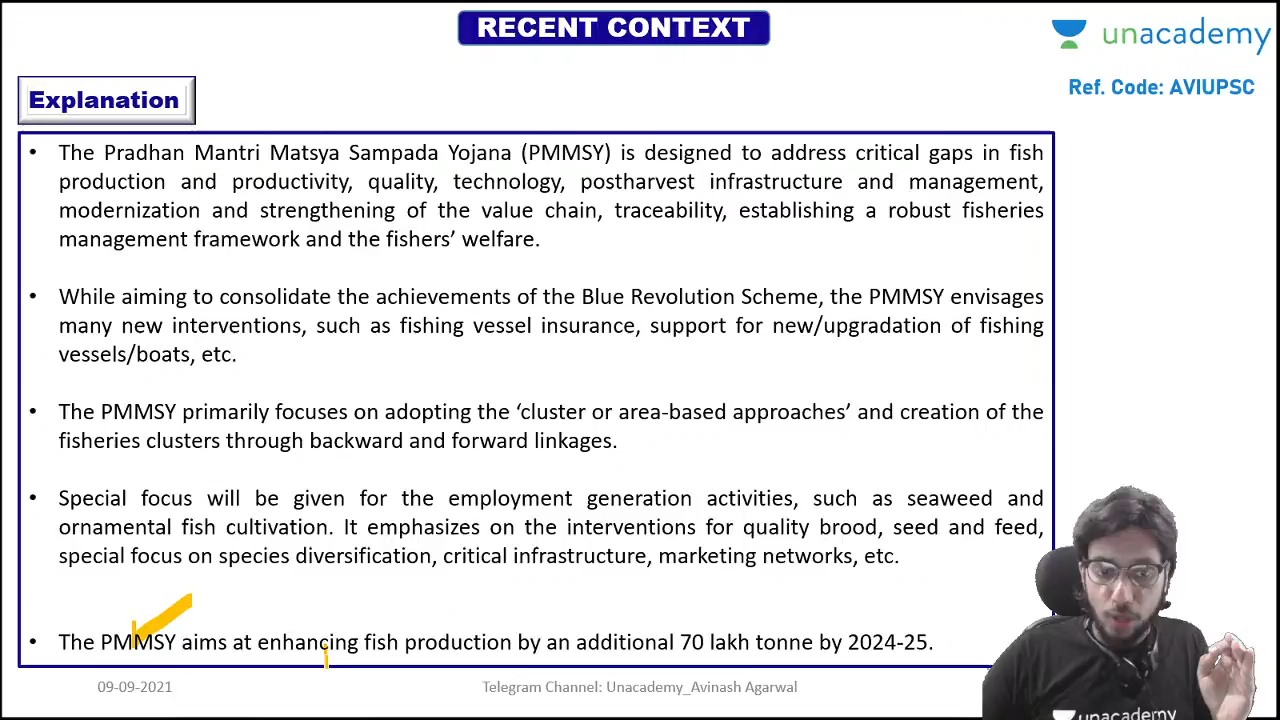 RECENT CONTEXT
unacademy
Ref. Code: AVIUPSC
Explanation
• The Pradhan Mantri Matsya Sampada Yojana (PMMSY) is designed to address critical gaps in fish
production and productivity, quality, technology, postharvest infrastructure and management,
modernization and strengthening of the value chain, traceability, establishing a robust fisheries
management framework and the fishers’ welfare.
• While aiming to consolidate the achievements of the Blue Revolution Scheme, the PMMSY envisages
many new interventions, such as fishing vessel insurance, support for new/upgradation of fishing
vessels/boats, etc.
• The PMMSY primarily focuses on adopting the ‘cluster or area-based approaches’ and creation of the
fisheries clusters through backward and forward linkages.
• Special focus will be given for the employment generation activities, such as seaweed and
ornamental fish cultivation. It emphasizes on the interventions for quality brood, seed and feed,
special focus on species diversification, critical infrastructure, marketing networks, etc.
• The PMMSY aims at enhancing fish production by an additional 70 lakh tonne by 2024-25.
09-09-2021
Telegram Channel: Unacademy_Avinash Agarwal
unacademy